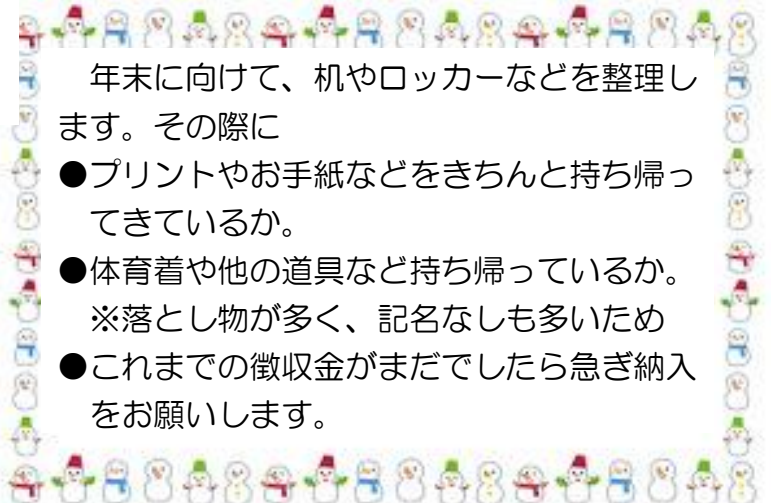 年末に向けて、机やロッカーなどを整理し
ます。その際に
●プリントやお手紙などをきちんと持ち帰っ
てきているか。
●体育着や他の道具など持ち帰っているか。
※落とし物が多く、記名なしも多いため
●これまでの徴収金がまだでしたら急ぎ納入
をお願いします。